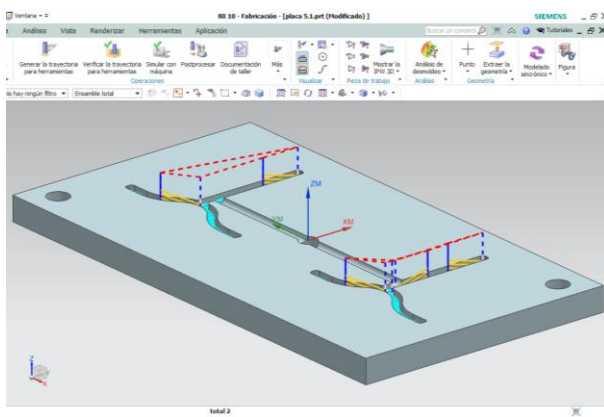 Ventana
NX 10 - Fabricación - [placa 5.1.prt (Modificado) ]
SIEMENS
Análisis
Vista
Renderizar
Herramientas
Aplicación
Buscar un comando
Tutoriales
Generar la trayectoria para herramientas
Verificar la trayectoria para herramientas
Simular con máquina
Postprocesar
Documentación de taller
Más
Mostrar la IPW 3D
Análisis de desmoldeo
Punto
Extraer la geometría
Modelado sincrónico
Figura
Operaciones
Visualizar
Pieza de trabajo
Análisis
Geometría
No hay ningún filtro
Ensamble total
ZM
XM
Z
X
total 2